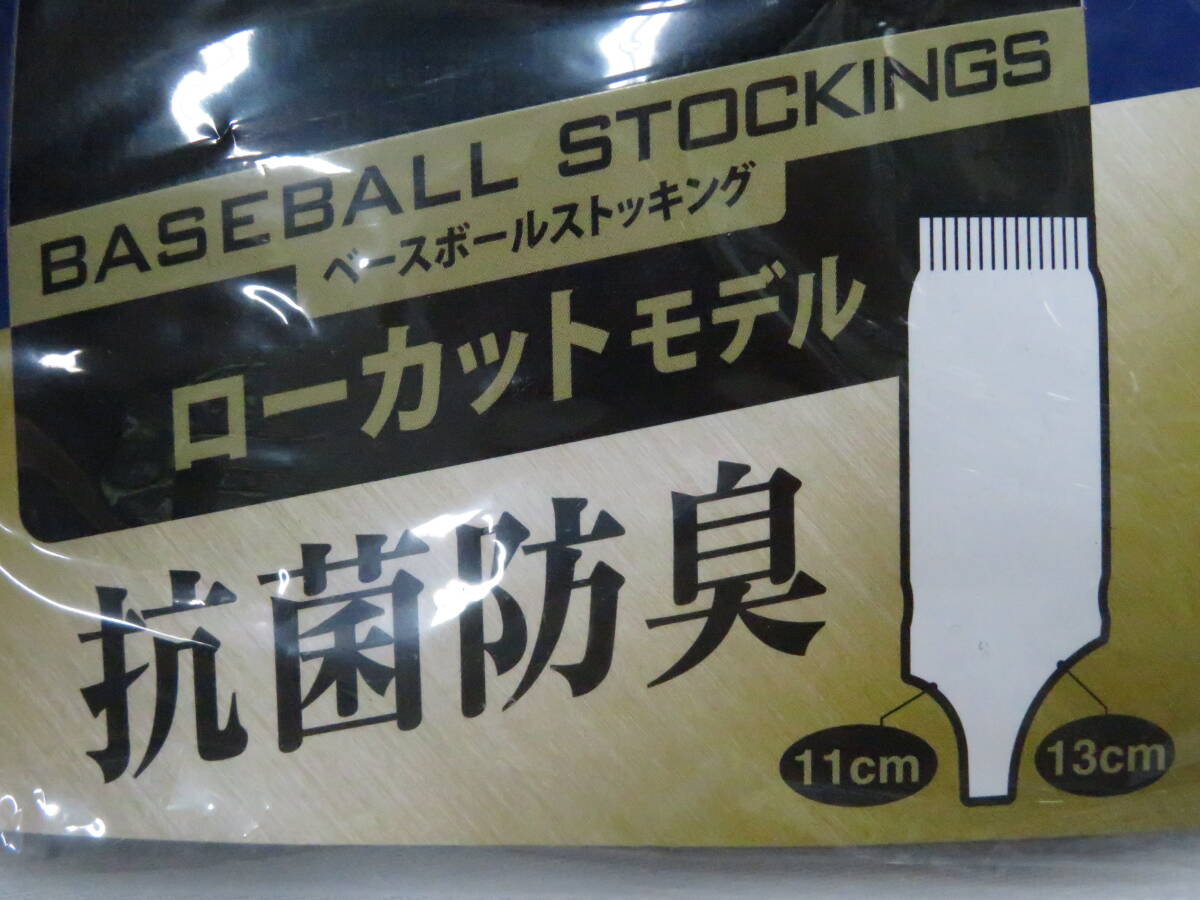 BASEBALL STOCKINGS
ベースボールストッキング
ローカットモデル
抗菌防臭
11cm
13cm